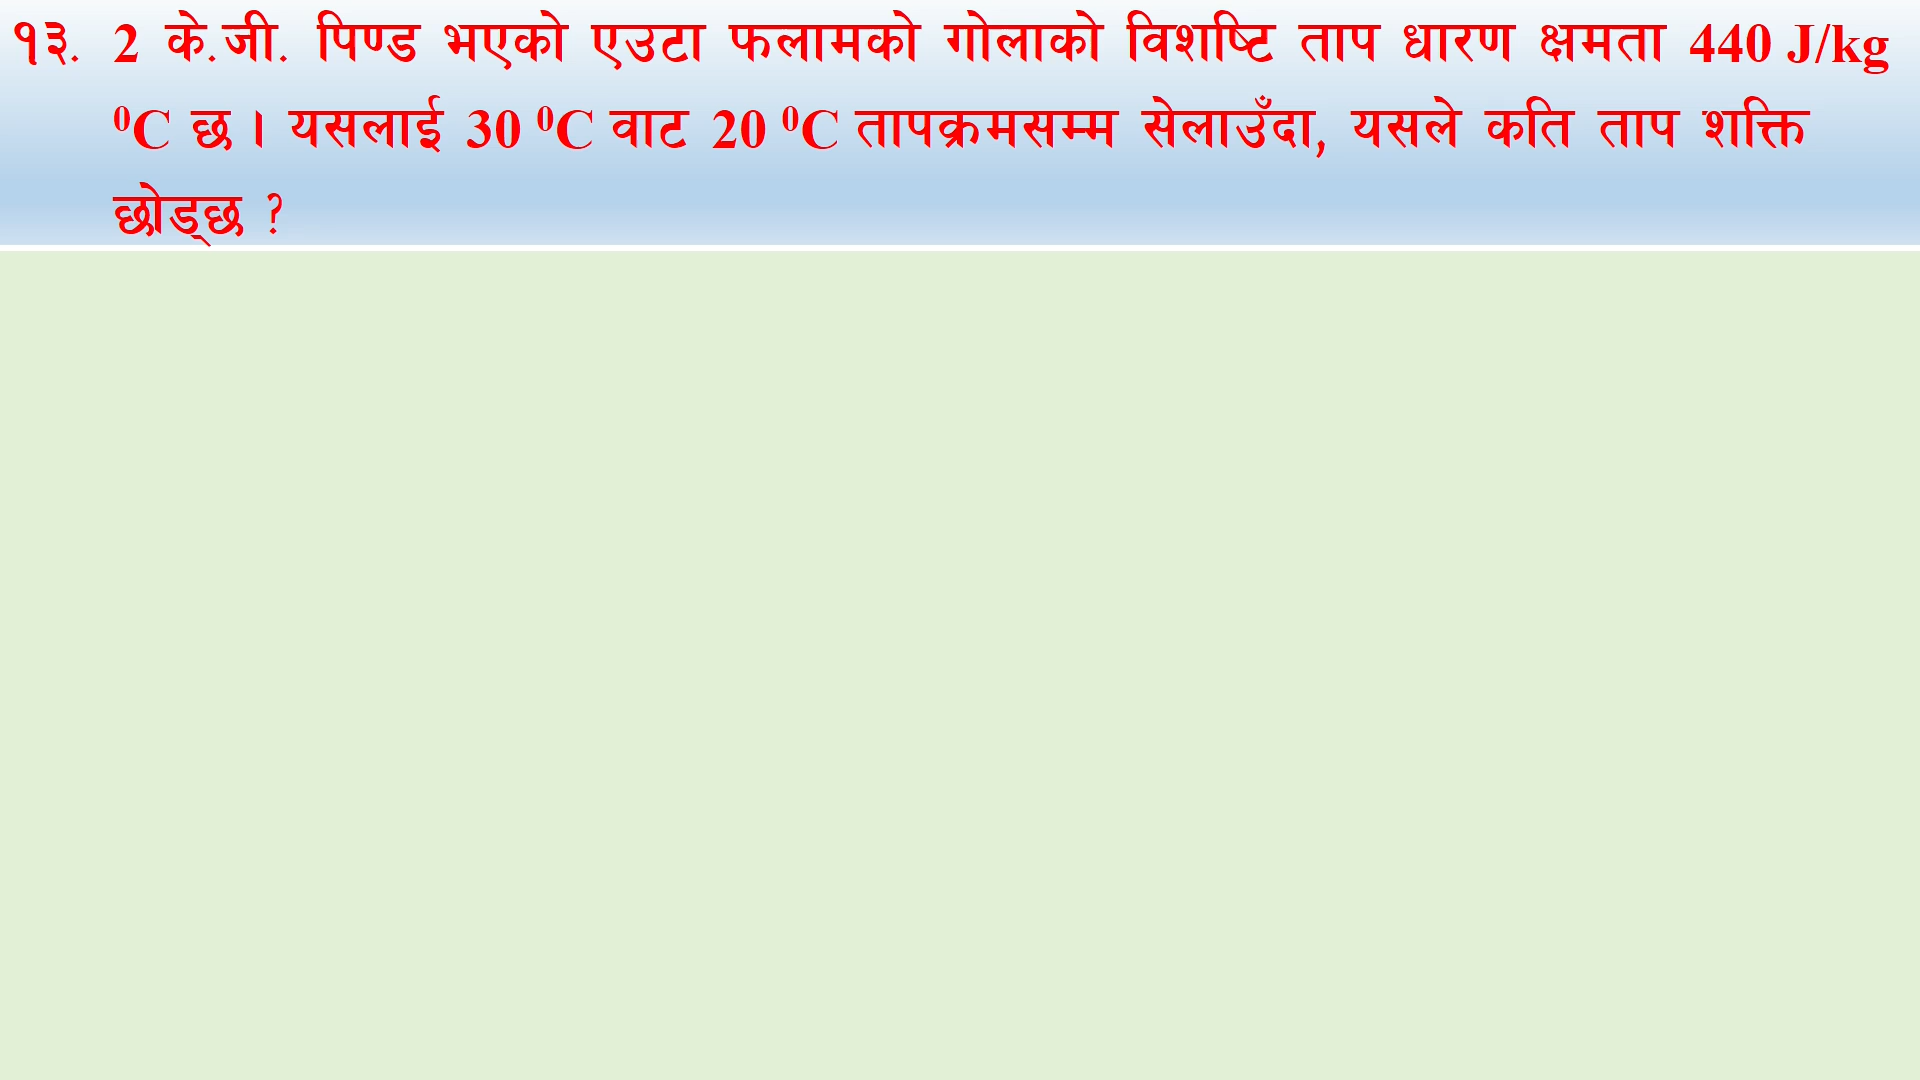 १३. 2 के.जी. पिण्ड भएको एउटा फलामको गोलाको विशष्टि ताप धारण क्षमता 440 J/kg
⁰C छ । यसलाई 30 ⁰C वाट 20 ⁰C तापक्रमसम्म सेलाउँदा, यसले कति ताप शक्ति
छोड्छ ?